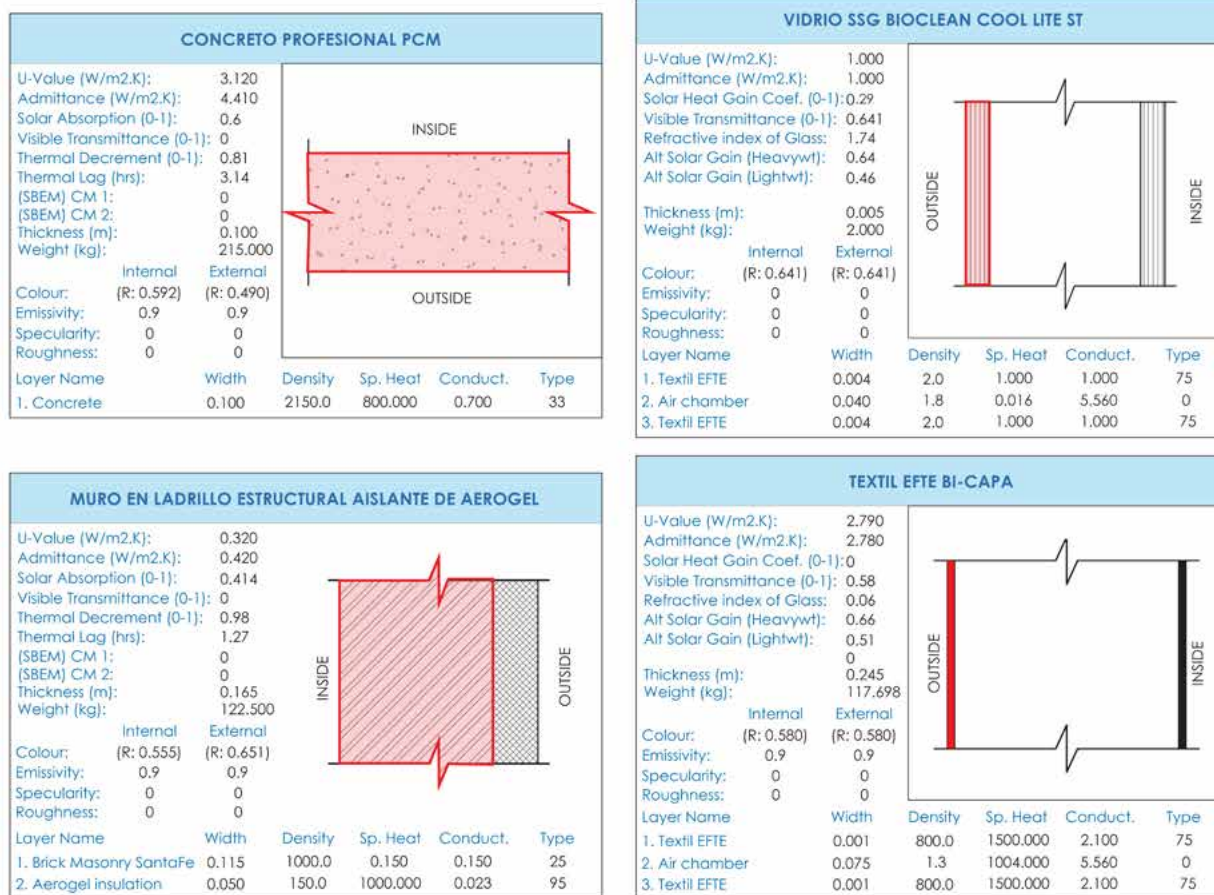 CONCRETO PROFESIONAL PCM
U-Value (W/m2.K): 3.120
Admittance (W/m2.K): 4.410
Solar Absorption (0-1): 0.6
Visible Transmittance (0-1): 0
Thermal Decrement (0-1): 0.81
Thermal Lag (hrs): 3.14
(SBEM) CM 1: 0
(SBEM) CM 2: 0
Thickness (m): 0.100
Weight (kg): 215.000
Internal External
Colour: (R: 0.592) (R: 0.490)
Emissivity: 0.9 0.9
Specularity: 0 0
Roughness: 0 0
INSIDE
OUTSIDE
Layer Name Width Density Sp. Heat Conduct. Type
1. Concrete 0.100 2150.0 800.000 0.700 33
VIDRIO SSG BIOCLEAN COOL LITE ST
U-Value (W/m2.K): 1.000
Admittance (W/m2.K): 1.000
Solar Heat Gain Coef. (0-1): 0.29
Visible Transmittance (0-1): 0.641
Refractive index of Glass: 1.74
Alt Solar Gain (Heavywt): 0.64
Alt Solar Gain (Lightwt): 0.46
Thickness (m): 0.005
Weight (kg): 2.000
Internal External
Colour: (R: 0.641) (R: 0.641)
Emissivity: 0 0
Specularity: 0 0
Roughness: 0 0
OUTSIDE
INSIDE
Layer Name Width Density Sp. Heat Conduct. Type
1. Textil EFTE 0.004 2.0 1.000 1.000 75
2. Air chamber 0.040 1.8 0.016 5.560 0
3. Textil EFTE 0.004 2.0 1.000 1.000 75
MURO EN LADRILLO ESTRUCTURAL AISLANTE DE AEROGEL
U-Value (W/m2.K): 0.320
Admittance (W/m2.K): 0.420
Solar Absorption (0-1): 0.414
Visible Transmittance (0-1): 0
Thermal Decrement (0-1): 0.98
Thermal Lag (hrs): 1.27
(SBEM) CM 1: 0
(SBEM) CM 2: 0
Thickness (m): 0.165
Weight (kg): 122.500
Internal External
Colour: (R: 0.555) (R: 0.651)
Emissivity: 0.9 0.9
Specularity: 0 0
Roughness: 0 0
INSIDE
OUTSIDE
Layer Name Width Density Sp. Heat Conduct. Type
1. Brick Masonry SantaFe 0.115 1000.0 0.150 0.150 25
2. Aerogel insulation 0.050 150.0 1000.000 0.023 95
TEXTIL EFTE BI-CAPA
U-Value (W/m2.K): 2.790
Admittance (W/m2.K): 2.780
Solar Heat Gain Coef. (0-1): 0
Visible Transmittance (0-1): 0.58
Refractive index of Glass: 0.06
Alt Solar Gain (Heavywt): 0.66
Alt Solar Gain (Lightwt): 0.51
0
Thickness (m): 0.245
Weight (kg): 117.698
Internal External
Colour: (R: 0.580) (R: 0.580)
Emissivity: 0.9 0.9
Specularity: 0 0
Roughness: 0 0
OUTSIDE
INSIDE
Layer Name Width Density Sp. Heat Conduct. Type
1. Textil EFTE 0.001 800.0 1500.000 2.100 75
2. Air chamber 0.075 1.3 1004.000 5.560 0
3. Textil EFTE 0.001 800.0 1500.000 2.100 75